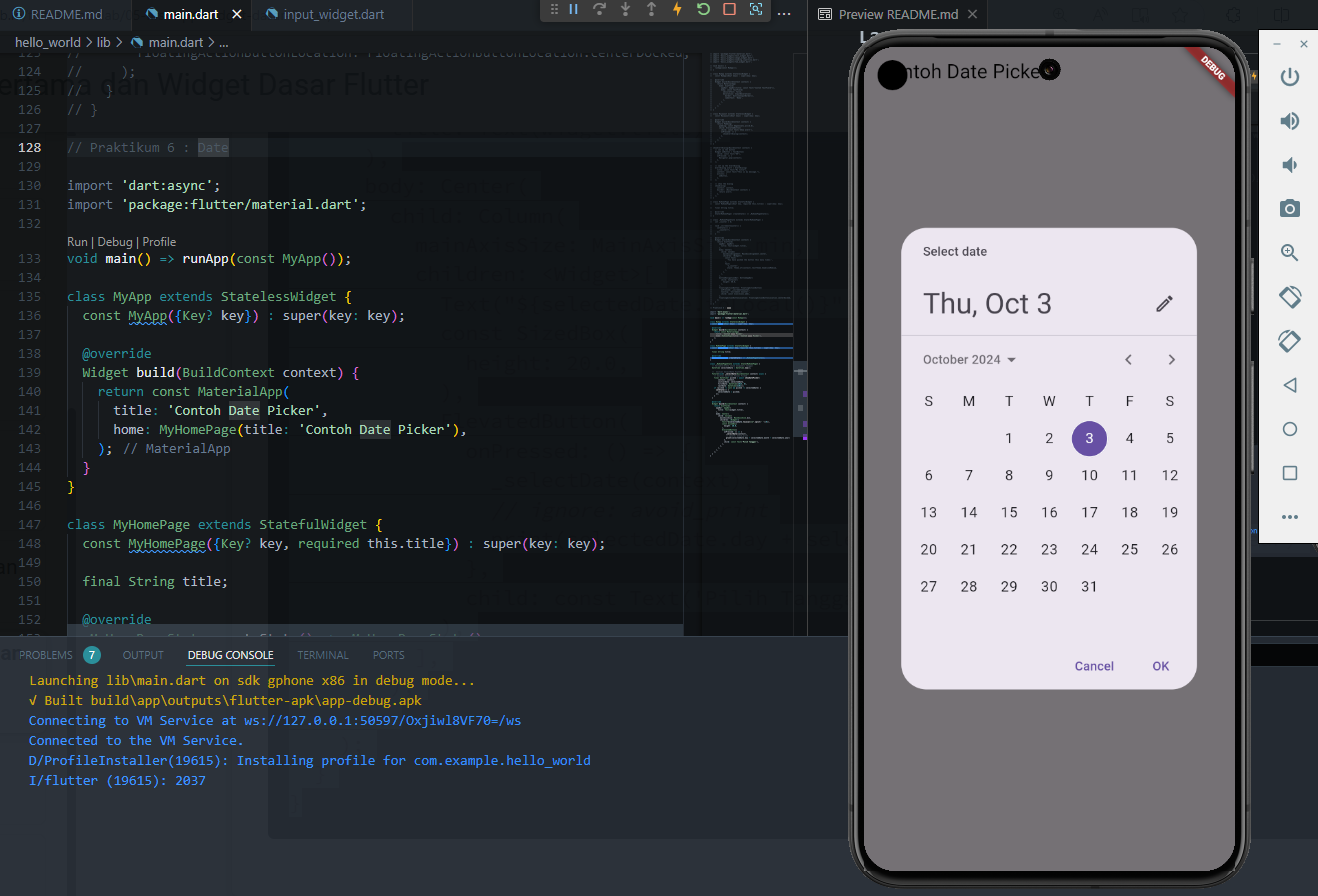 README.md
main.dart
input_widget.dart
Preview README.md
hello_world > lib > main.dart > ...
124 // );
125 // }
126 // }
127
128 // Praktikum 6 : Date
129
130 import 'dart:async';
131 import 'package:flutter/material.dart';
132
Run | Debug | Profile
133 void main() => runApp(const MyApp());
134
135 class MyApp extends StatelessWidget {
136 const MyApp({Key? key}) : super(key: key);
137
138 @override
139 Widget build(BuildContext context) {
140 return const MaterialApp(
141 title: 'Contoh Date Picker',
142 home: MyHomePage(title: 'Contoh Date Picker'),
143 ); // MaterialApp
144 }
145 }
146
147 class MyHomePage extends StatefulWidget {
148 const MyHomePage({Key? key, required this.title}) : super(key: key);
149
150 final String title;
151
152 @override
dan Widget Dasar Flutter
PROBLEMS 7 OUTPUT DEBUG CONSOLE TERMINAL PORTS
Launching lib\main.dart on sdk gphone x86 in debug mode...
√ Built build\app\outputs\flutter-apk\app-debug.apk
Connecting to VM Service at ws://127.0.0.1:50597/Oxjiwl8VF70=/ws
Connected to the VM Service.
D/ProfileInstaller(19615): Installing profile for com.example.hello_world
I/flutter (19615): 2037
ntoh Date Picke
DEBUG
Select date
Thu, Oct 3
October 2024
S M T W T F S
1 2 3 4 5
6 7 8 9 10 11 12
13 14 15 16 17 18 19
20 21 22 23 24 25 26
27 28 29 30 31
Cancel OK